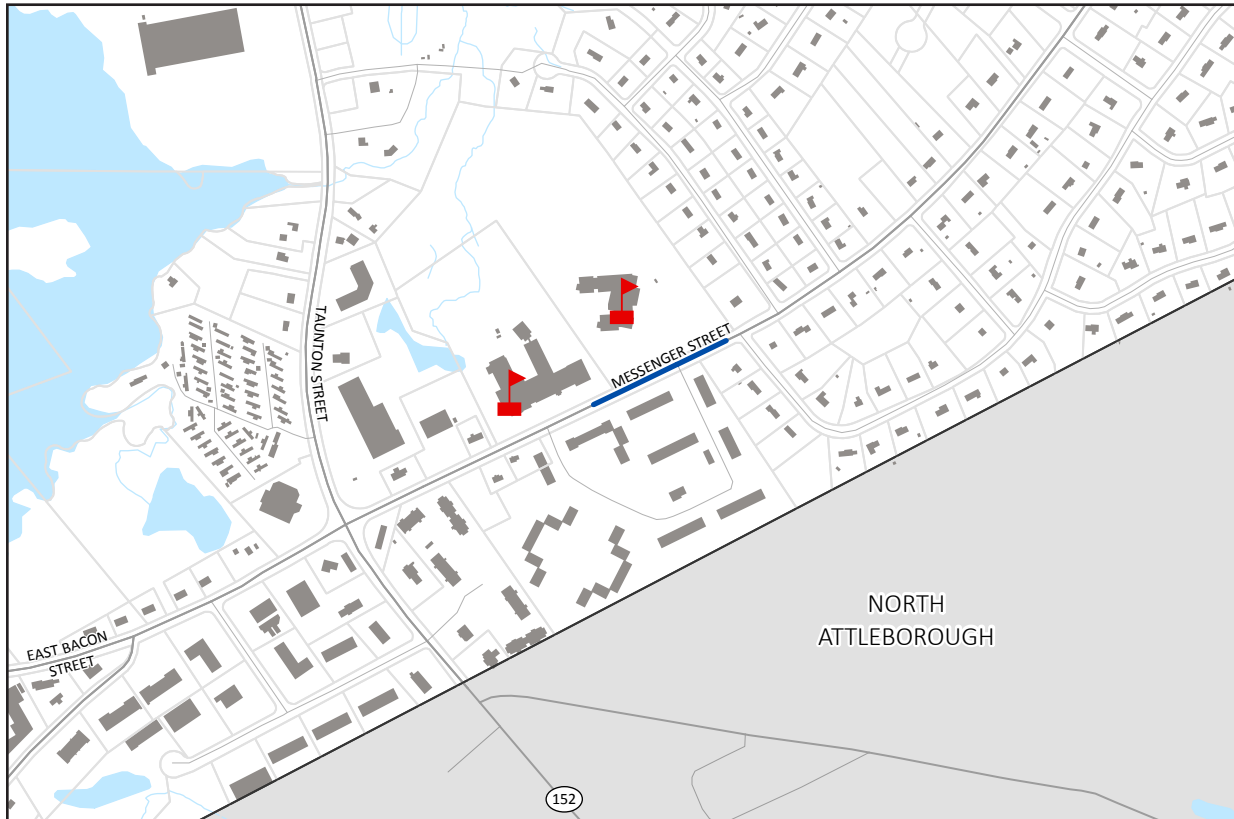 TAUNTON STREET
MESSENGER STREET
NORTH
ATTLEBOROUGH
EAST BACON
STREET
152